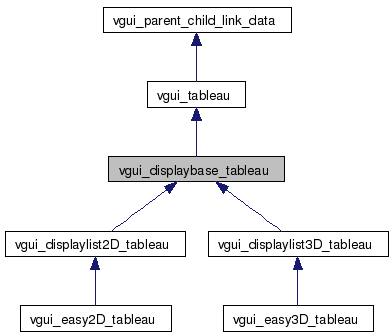 vgui_parent_child_link_data
vgui_tableau
vgui_displaybase_tableau
vgui_displaylist2D_tableau
vgui_displaylist3D_tableau
vgui_easy2D_tableau
vgui_easy3D_tableau